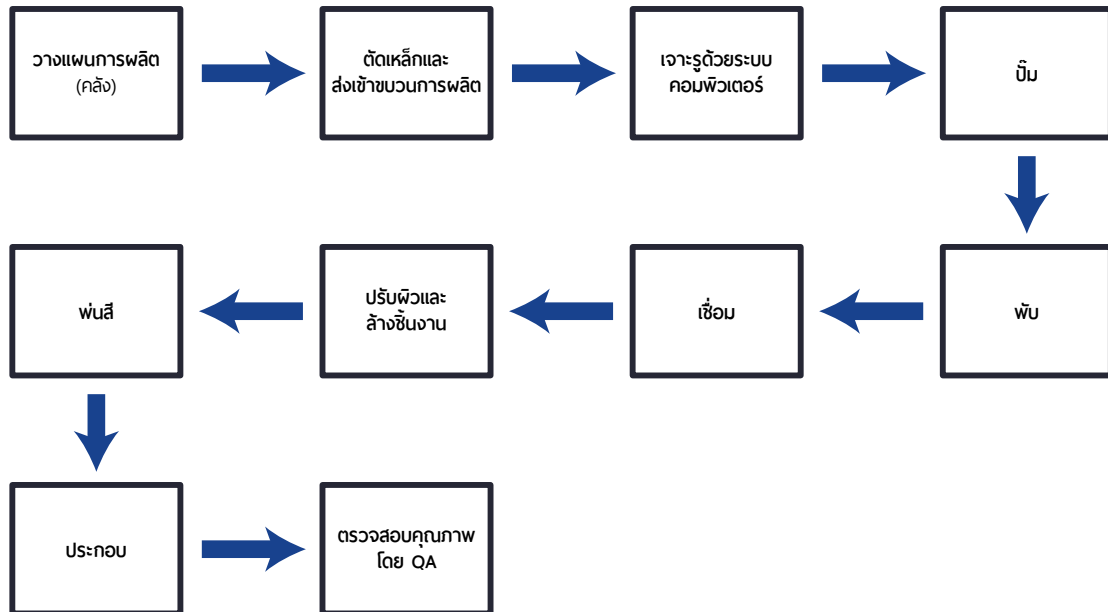 วางแผนการผลิต
(คลัง)
ตัดเหล็กและ
ส่งเข้าขบวนการผลิต
เจาะรูด้วยระบบ
คอมพิวเตอร์
ปั๊ม
พับ
เชื่อม
ปรับผิวและ
ล้างชิ้นงาน
พ่นสี
ประกอบ
ตรวจสอบคุณภาพ
โดย QA